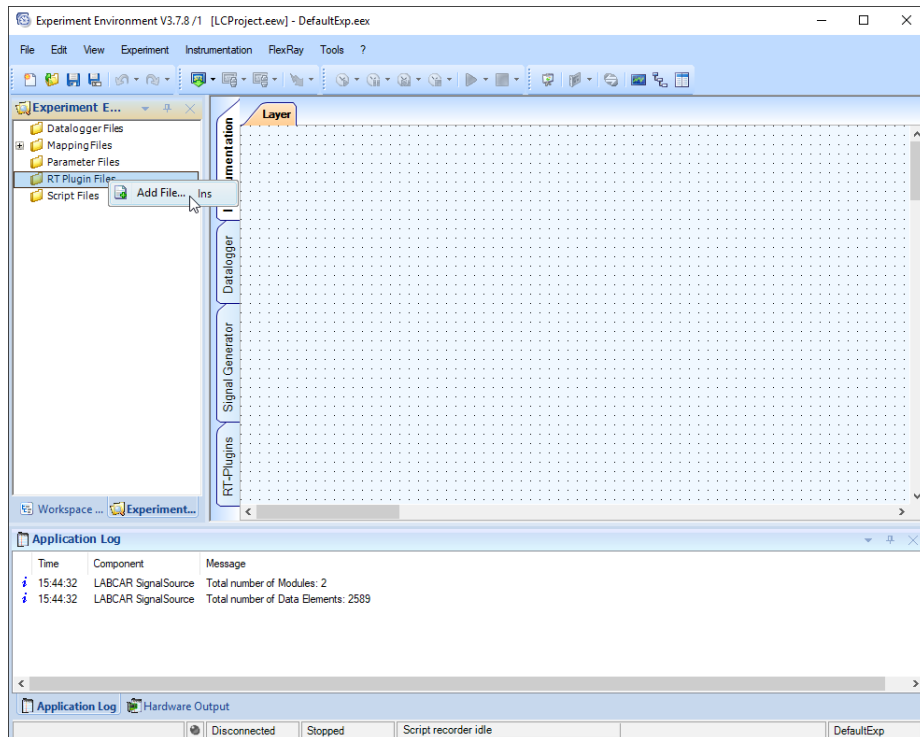 Experiment Environment V3.7.8 /1 [LCProject.eew] - DefaultExp.eex
File Edit View Experiment Instrumentation FlexRay Tools ?
Experiment E...
Datalogger Files
Mapping Files
Parameter Files
RT Plugin Files
Script Files
Add File... Ins
Layer
Datalogger
Signal Generator
RT-Plugins
Workspace ... Experiment...
Application Log
Time Component Message
15:44:32 LABCAR SignalSource Total number of Modules: 2
15:44:32 LABCAR SignalSource Total number of Data Elements: 2589
Application Log Hardware Output
Disconnected Stopped Script recorder idle DefaultExp